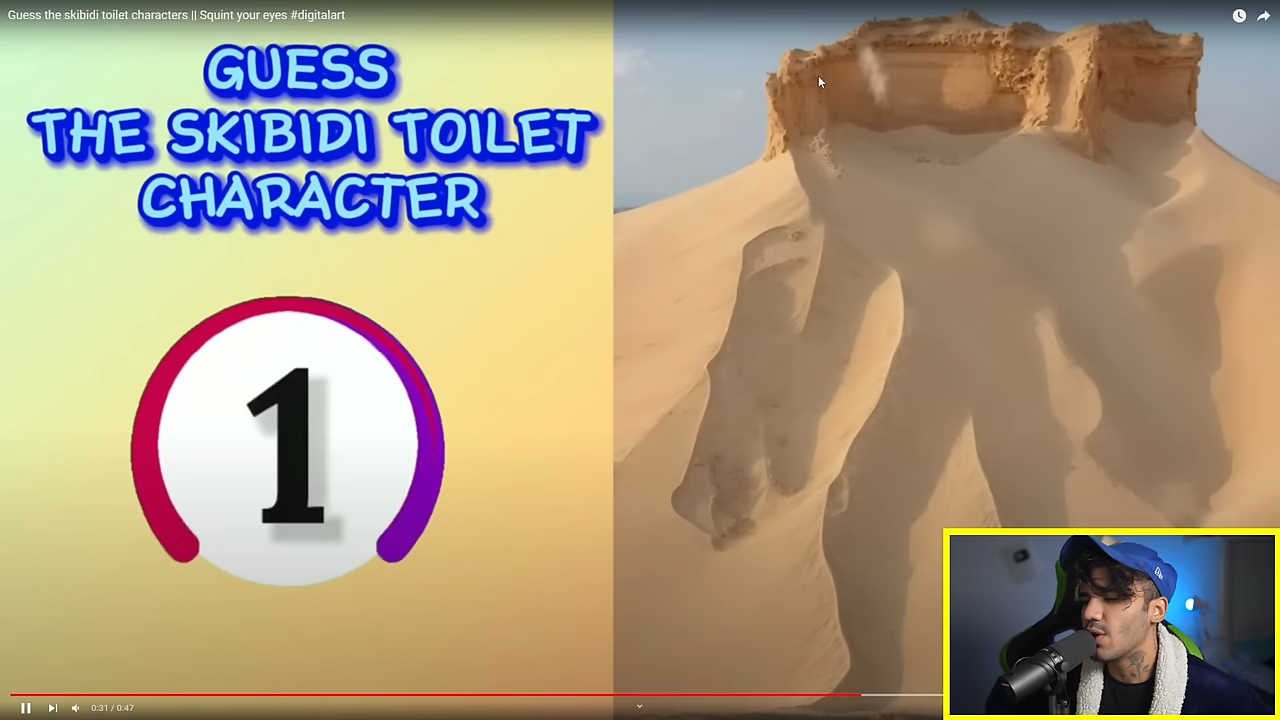 Guess the skibidi toilet characters || Squint your eyes #digitalart
GUESS
THE SKIBIDI TOILET
CHARACTER
1
0:31 / 0:47